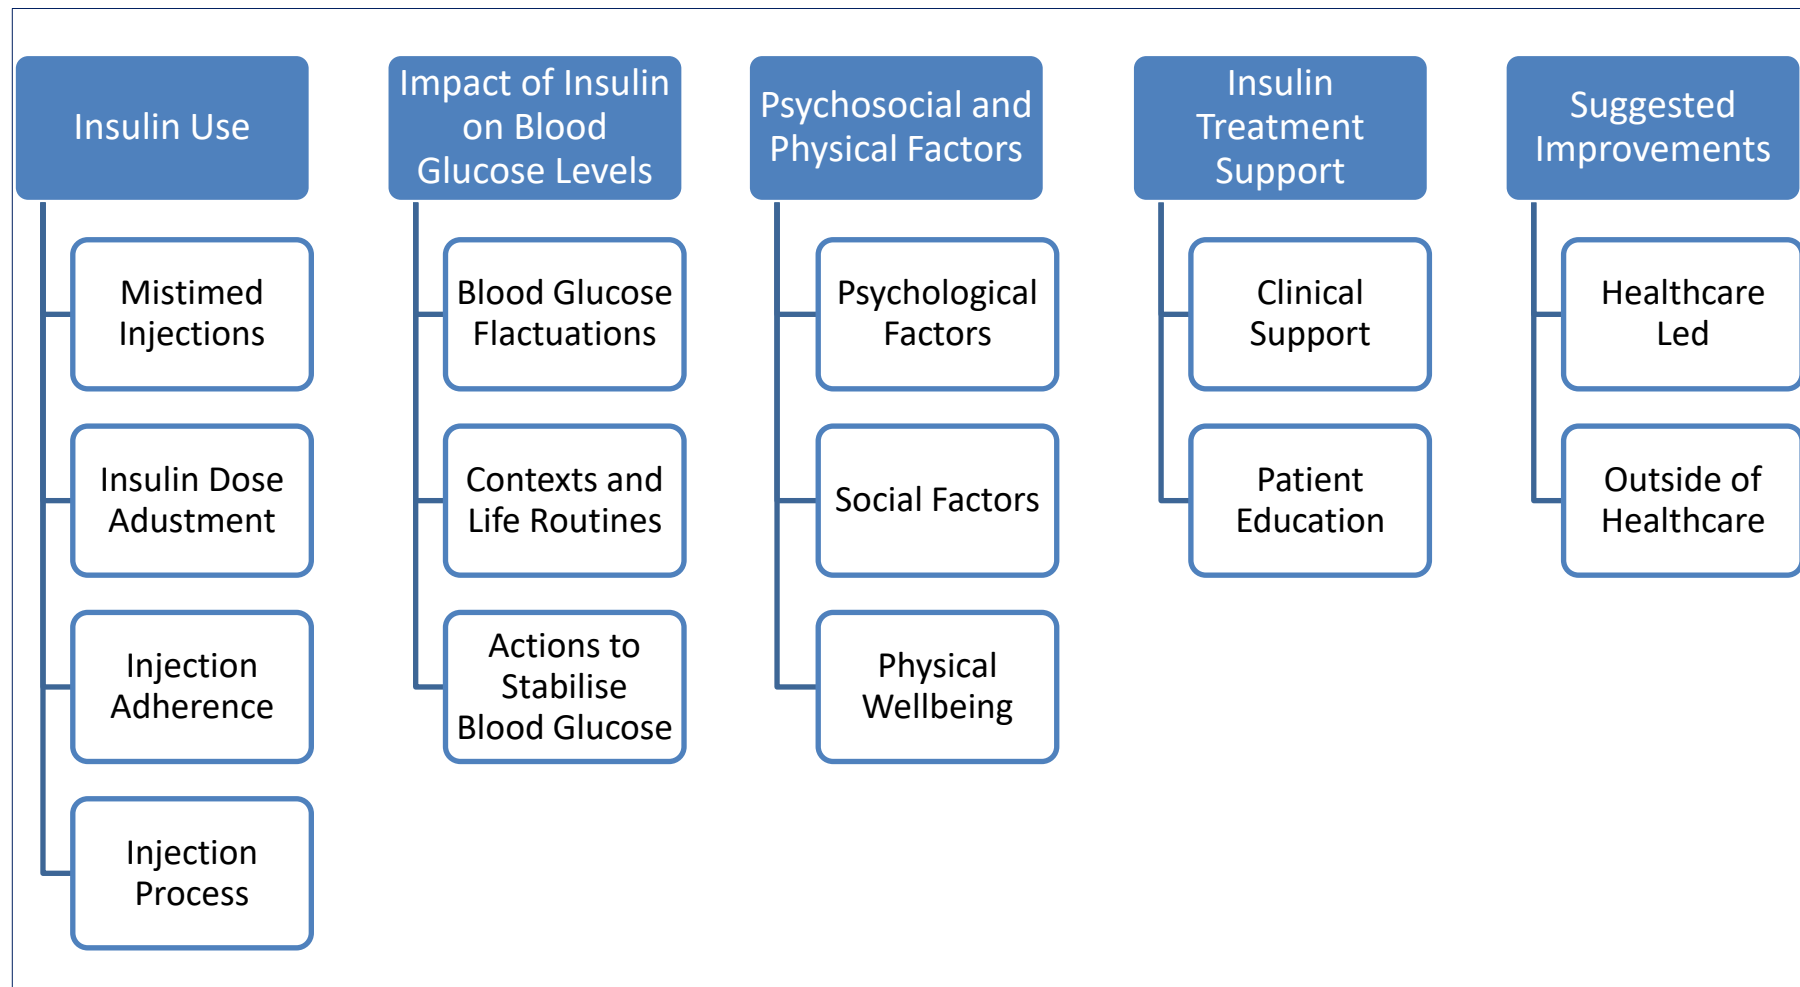 Insulin Use
Mistimed
Injections
Insulin Dose
Adustment
Injection
Adherence
Injection
Process
Impact of Insulin
on Blood
Glucose Levels
Blood Glucose
Flactuations
Contexts and
Life Routines
Actions to
Stabilise
Blood Glucose
Psychosocial and
Physical Factors
Psychological
Factors
Social Factors
Physical
Wellbeing
Insulin
Treatment
Support
Clinical
Support
Patient
Education
Suggested
Improvements
Healthcare
Led
Outside of
Healthcare